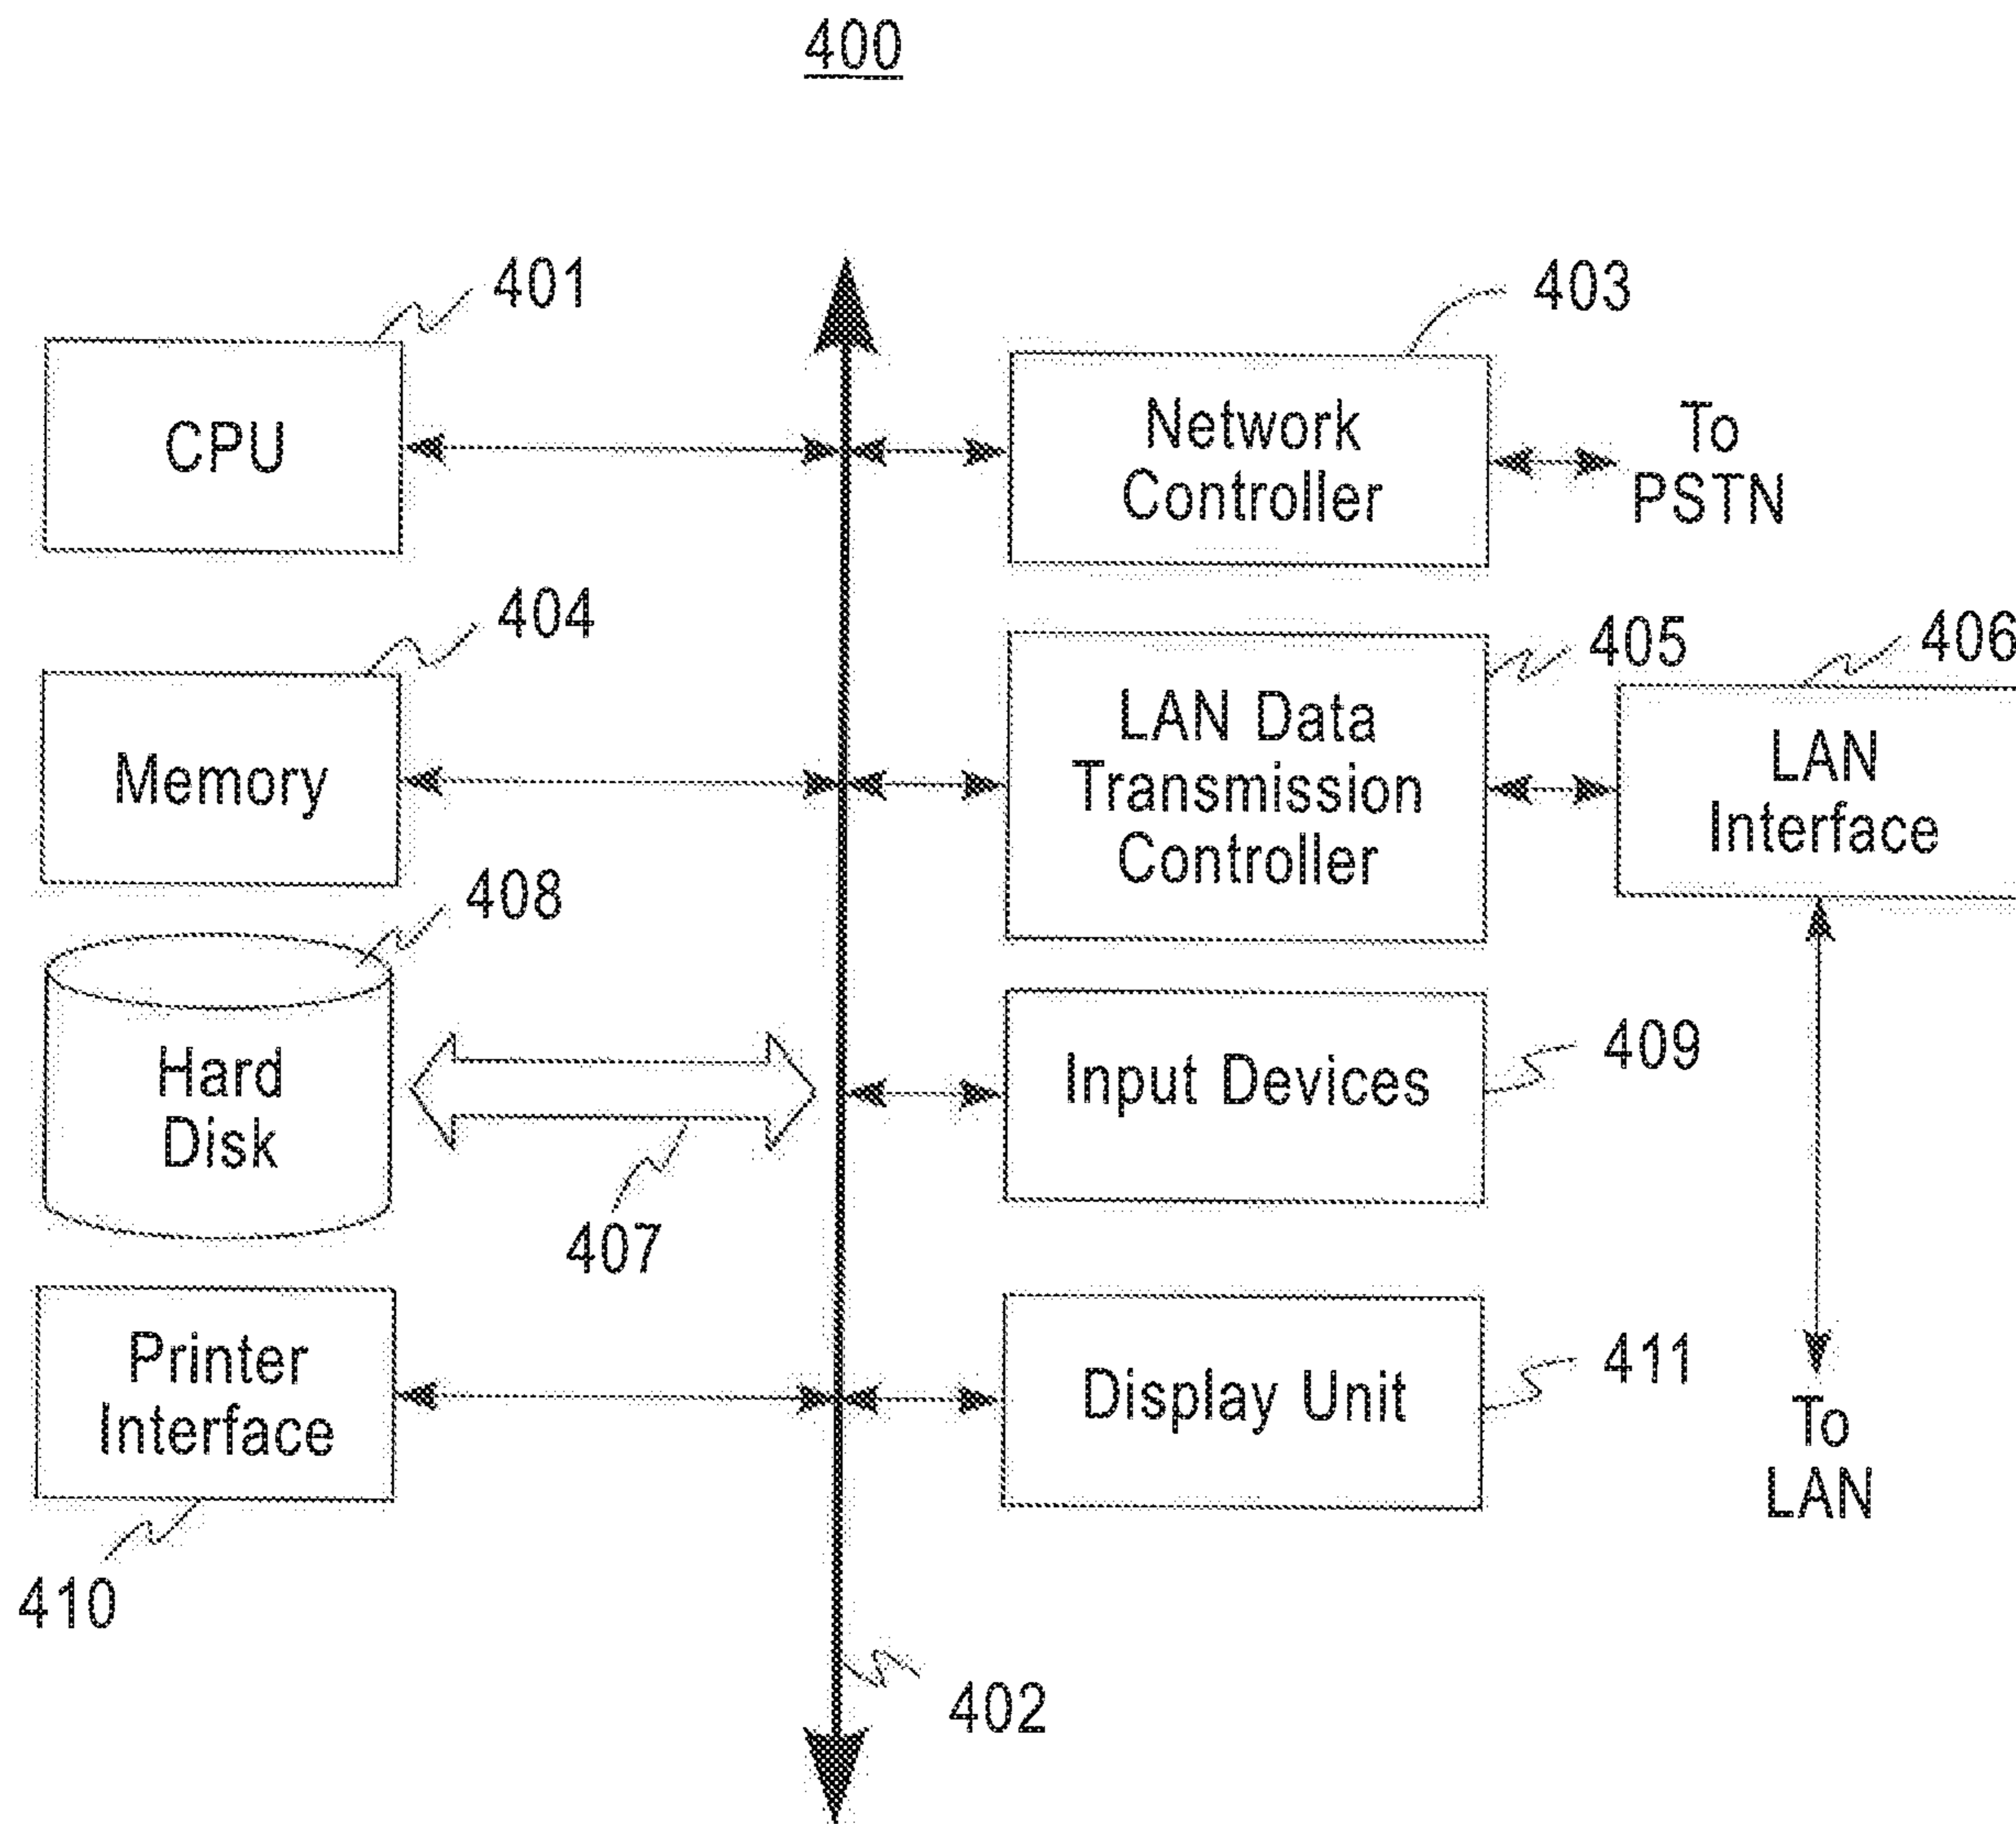 400
401
403
CPU
Network
Controller
To
PSTN
404
405
406
Memory
LAN Data
Transmission
Controller
LAN
Interface
408
Hard
Disk
407
Input Devices
409
Printer
Interface
410
Display Unit
411
To
LAN
402